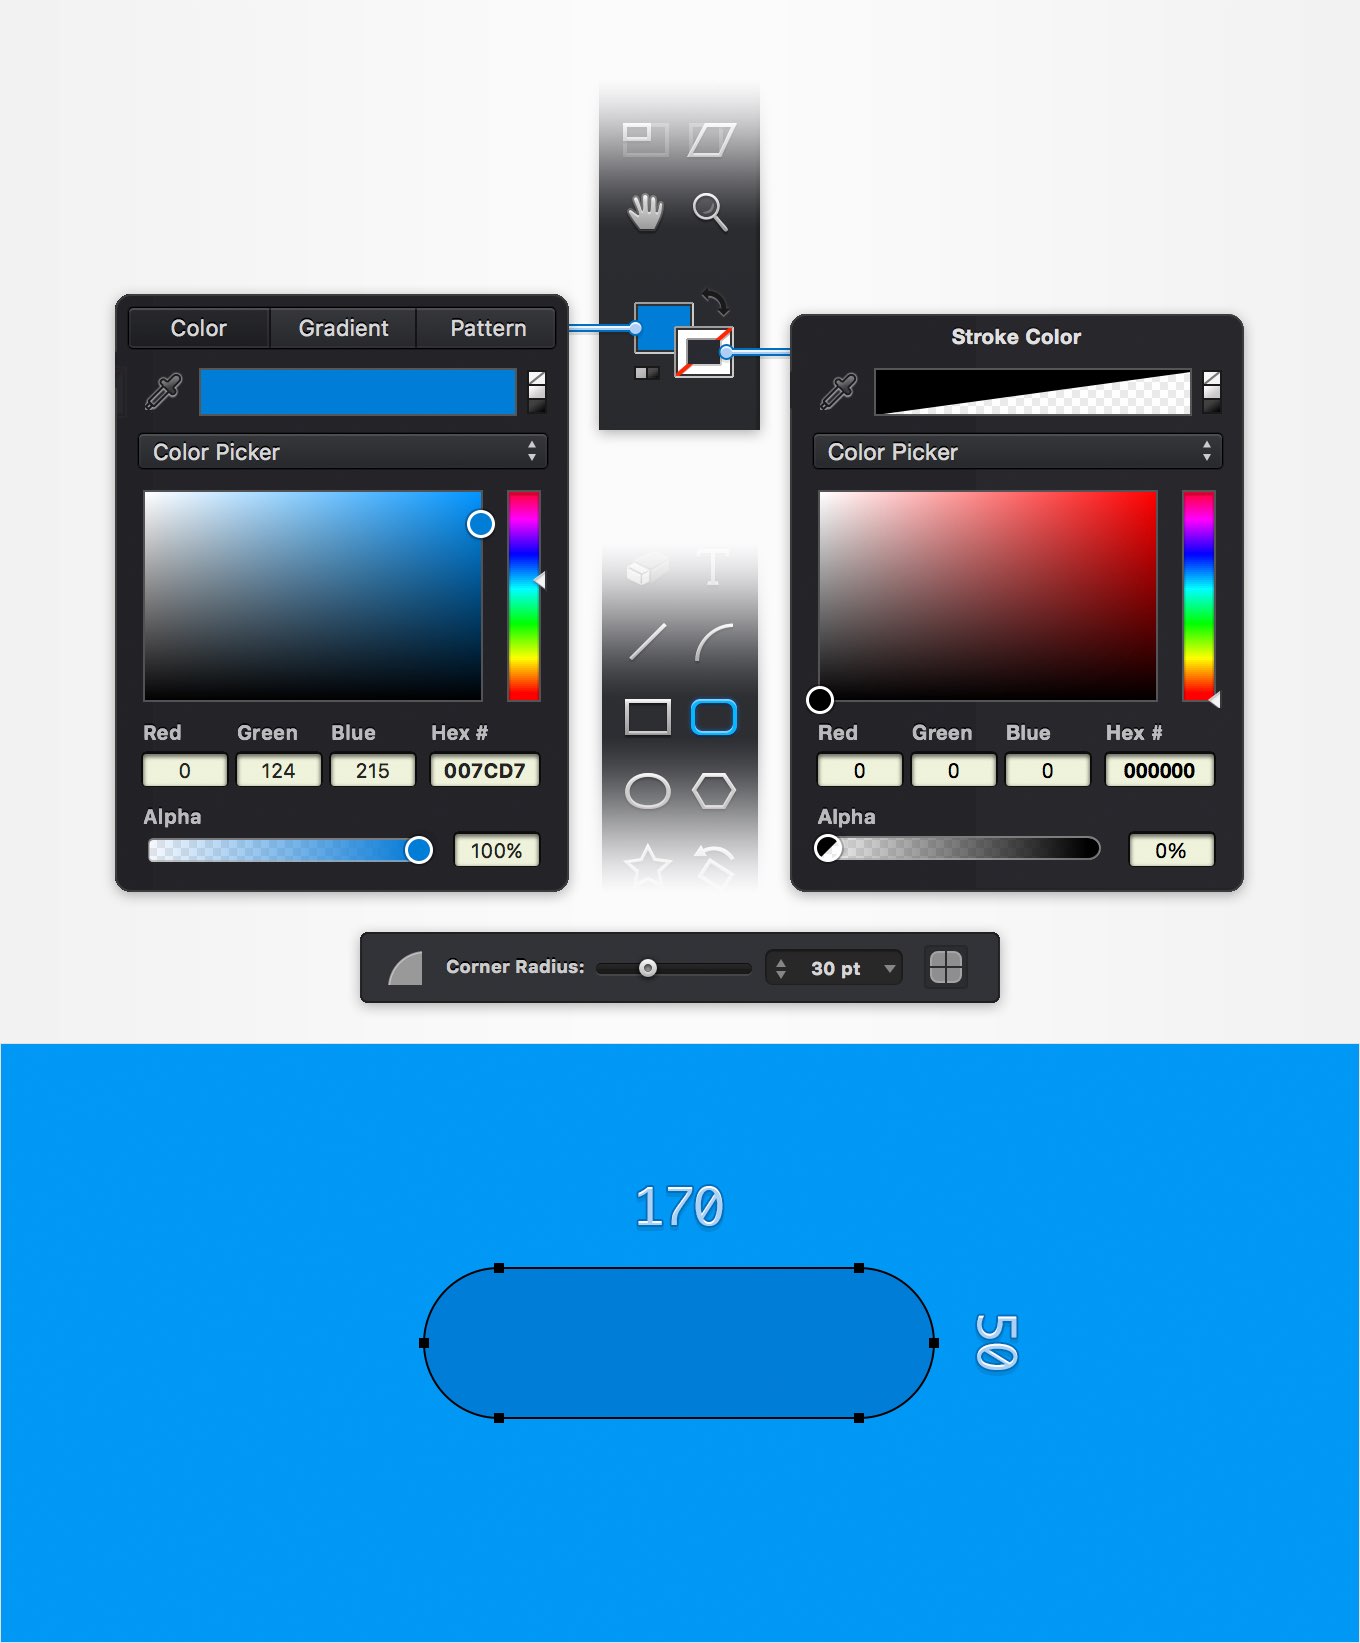 Color Gradient Pattern
Stroke Color
Color Picker
Color Picker
T
Red Green Blue Hex #
0 124 215 007CD7
Alpha
100%
Red Green Blue Hex #
0 0 0 000000
Alpha
0%
Corner Radius: 30 pt
170
50